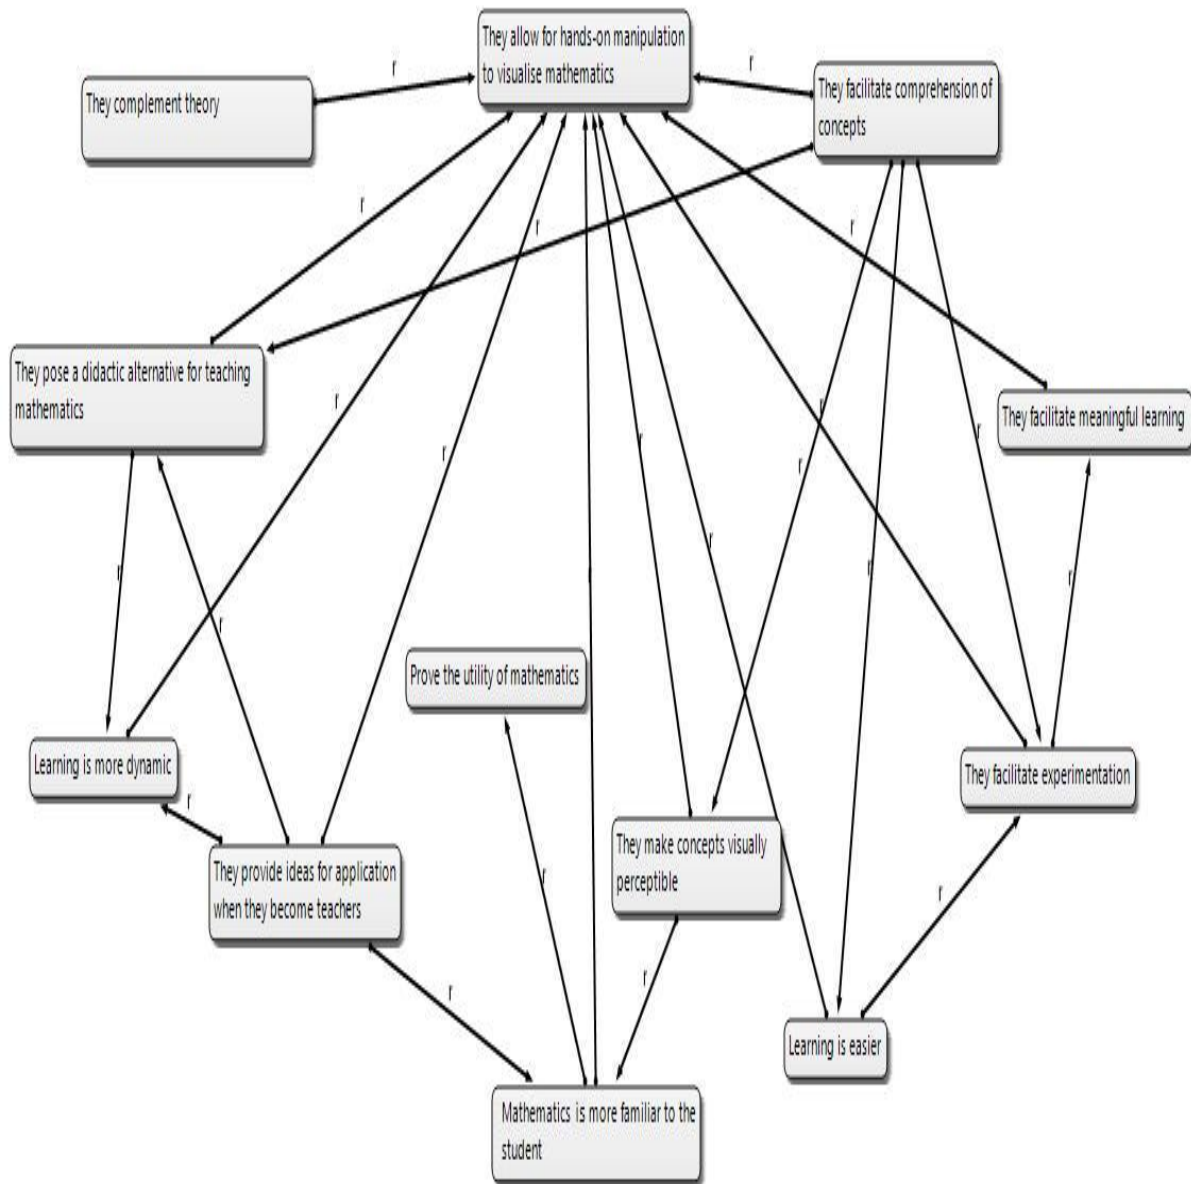 They allow for hands-on manipulation
to visualise mathematics
They complement theory
They facilitate comprehension of
concepts
r
r
r
r
r
They pose a didactic alternative for teaching
mathematics
They facilitate meaningful learning
r
r
r
r
r
r
r
r
r
r
r
r
Prove the utility of mathematics
Learning is more dynamic
They facilitate experimentation
r
They make concepts visually
perceptible
They provide ideas for application
when they become teachers
r
r
r
r
Learning is easier
Mathematics is more familiar to the
student